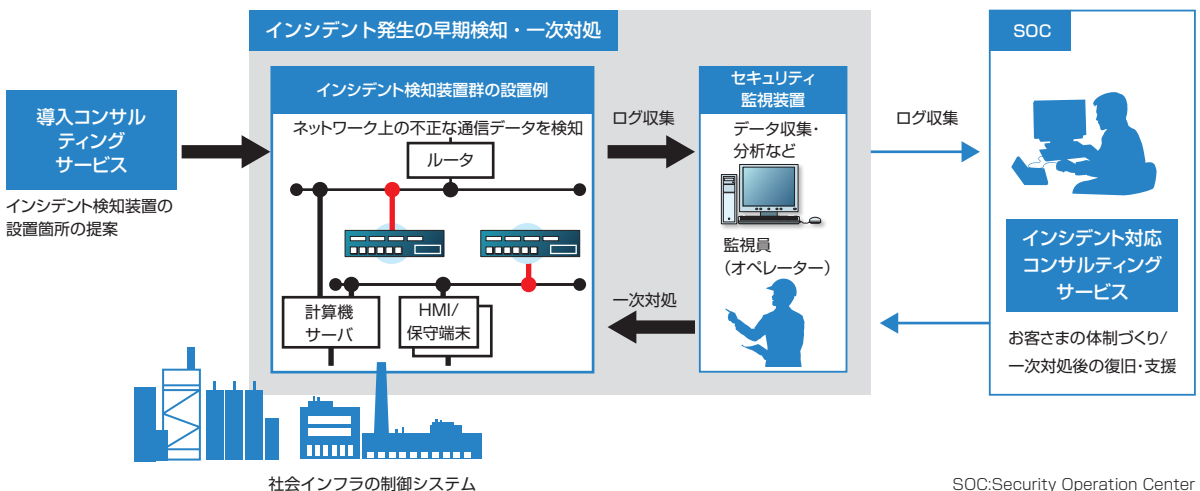 導入コンサル
ティング
サービス
インシデント検知装置の
設置箇所の提案
インシデント発生の早期検知・一次対処
インシデント検知装置群の設置例
ネットワーク上の不正な通信データを検知
ルータ
計算機
サーバ
HMI/
保守端末
ログ収集
一次対処
セキュリティ
監視装置
データ収集・
分析など
監視員
（オペレーター）
ログ収集
SOC
インシデント対応
コンサルティング
サービス
お客さまの体制づくり/
一次対処後の復旧・支援
社会インフラの制御システム
SOC:Security Operation Center